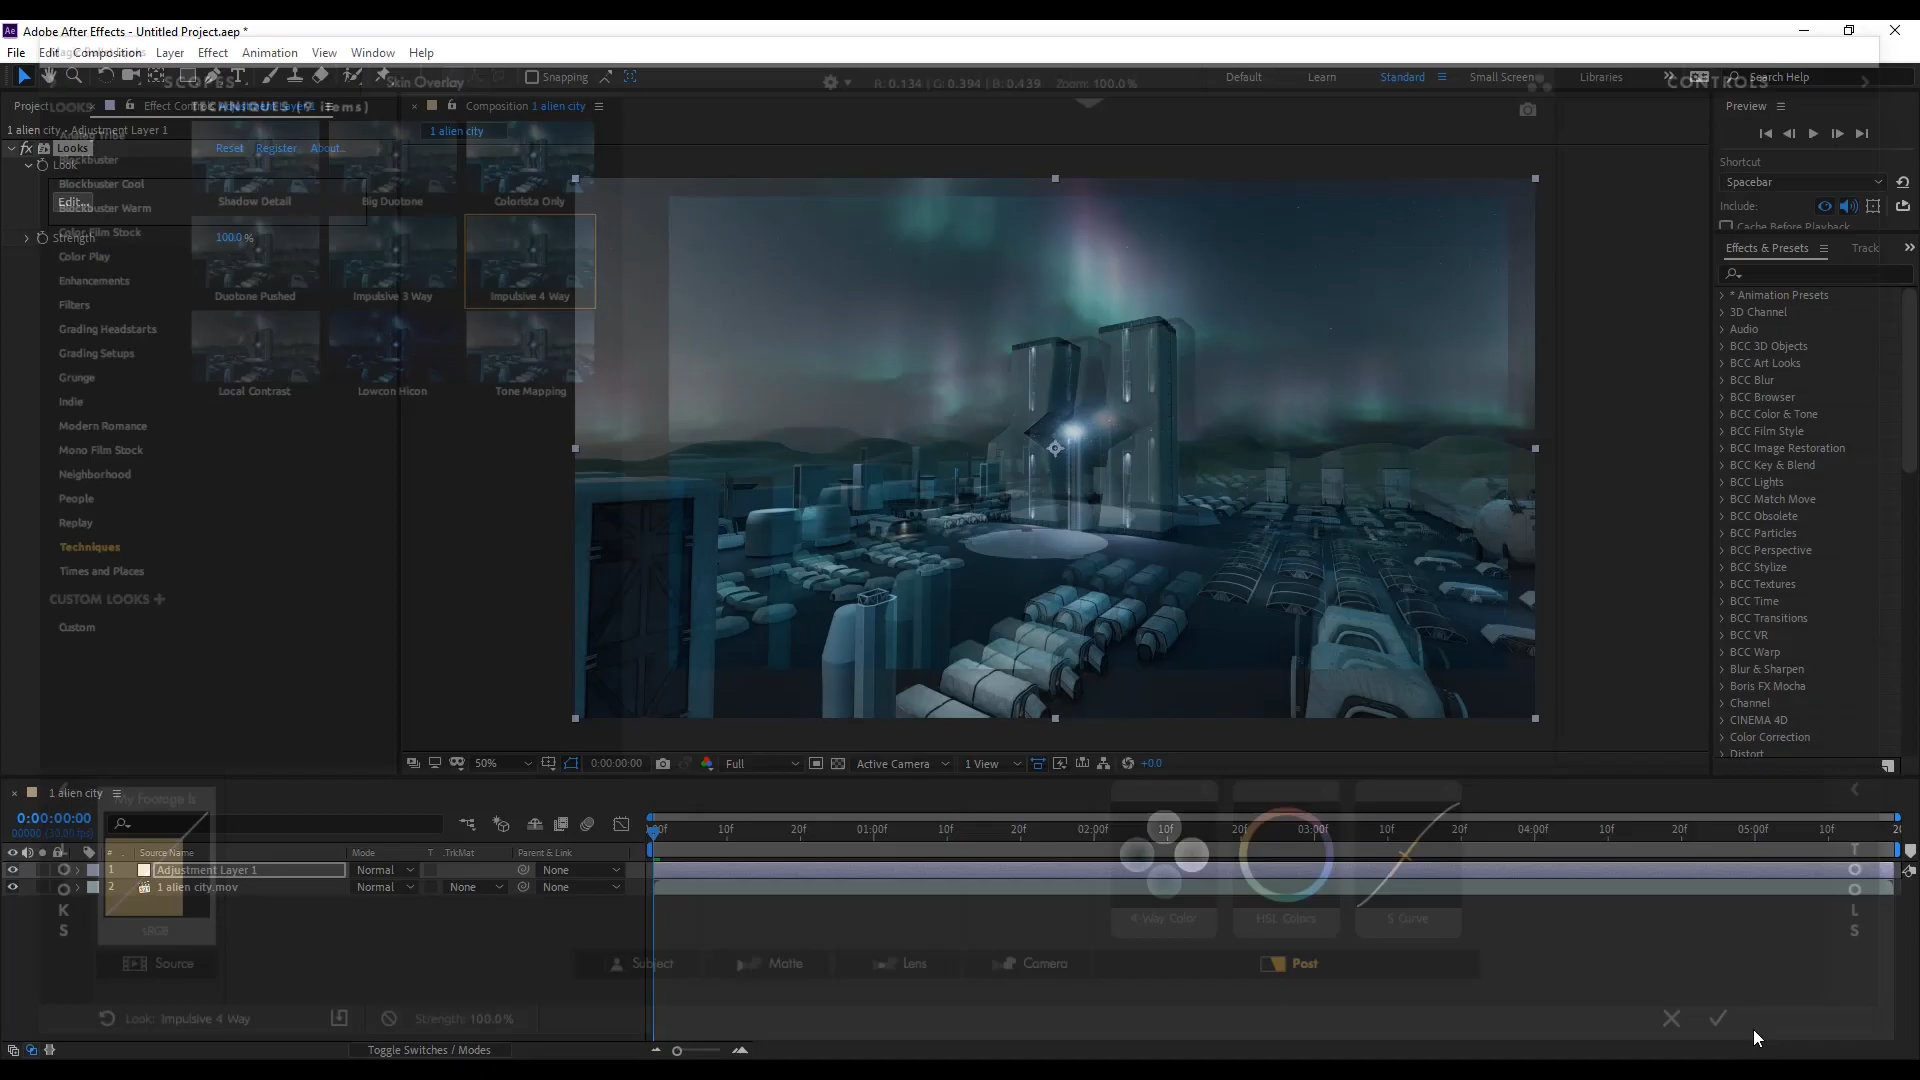 Adobe After Effects - Untitled Project.aep *
File Edit Composition Layer Effect Animation View Window Help
SCOPES
Skin Overlay
R: 0.134 | G: 0.394 | B: 0.439 Zoom: 100.0%
CONTROLS
Snapping
Default Learn Standard Small Screen Libraries Search Help
Project
Composition 1 alien city
Preview
LOOKS
1 alien city - Adjustment Layer 1
1 alien city
fx Looks Reset Register About...
Look
Edit...
Strength 100.0 %
Blockbuster
Blockbuster Cool
Blockbuster Warm
Color Film Stock
Color Play
Enhancements
Filters
Grading Headstarts
Grading Setups
Grunge
Indie
Modern Romance
Mono Film Stock
Neighborhood
People
Replay
Techniques
Times and Places
CUSTOM LOOKS +
Custom
Shadow Detail Big Duotone Colorista Only
Duotone Pushed Impulsive 3 Way Impulsive 4 Way
Local Contrast Lowcon Hicon Tone Mapping
Shortcut
Spacebar
Include:
Cache Before Playback
Effects & Presets Track
* Animation Presets
3D Channel
Audio
BCC 3D Objects
BCC Art Looks
BCC Blur
BCC Browser
BCC Color & Tone
BCC Film Style
BCC Image Restoration
BCC Key & Blend
BCC Lights
BCC Match Move
BCC Obsolete
BCC Particles
BCC Perspective
BCC Stylize
BCC Textures
BCC Time
BCC Transitions
BCC VR
BCC Warp
Blur & Sharpen
Boris FX Mocha
Channel
CINEMA 4D
Color Correction
Distort
50% 0:00:00:00 Full Active Camera 1 View +0.0
1 alien city
My Footage Is
0:00:00:00
00000 (30.00 fps)
10f 20f 01:00f 10f 20f 02:00f 10f 20f 03:00f 10f 20f 04:00f 10f 20f 05:00f 10f
# Source Name Mode T .TrkMat Parent & Link
1 Adjustment Layer 1 Normal None
2 1 alien city.mov Normal None None
K
S
T
O
O
L
S
sRGB
4 Way Color HSL Colors S Curve
Source Subject Matte Lens Camera Post
Look: Impulsive 4 Way Strength: 100.0 %
Toggle Switches / Modes